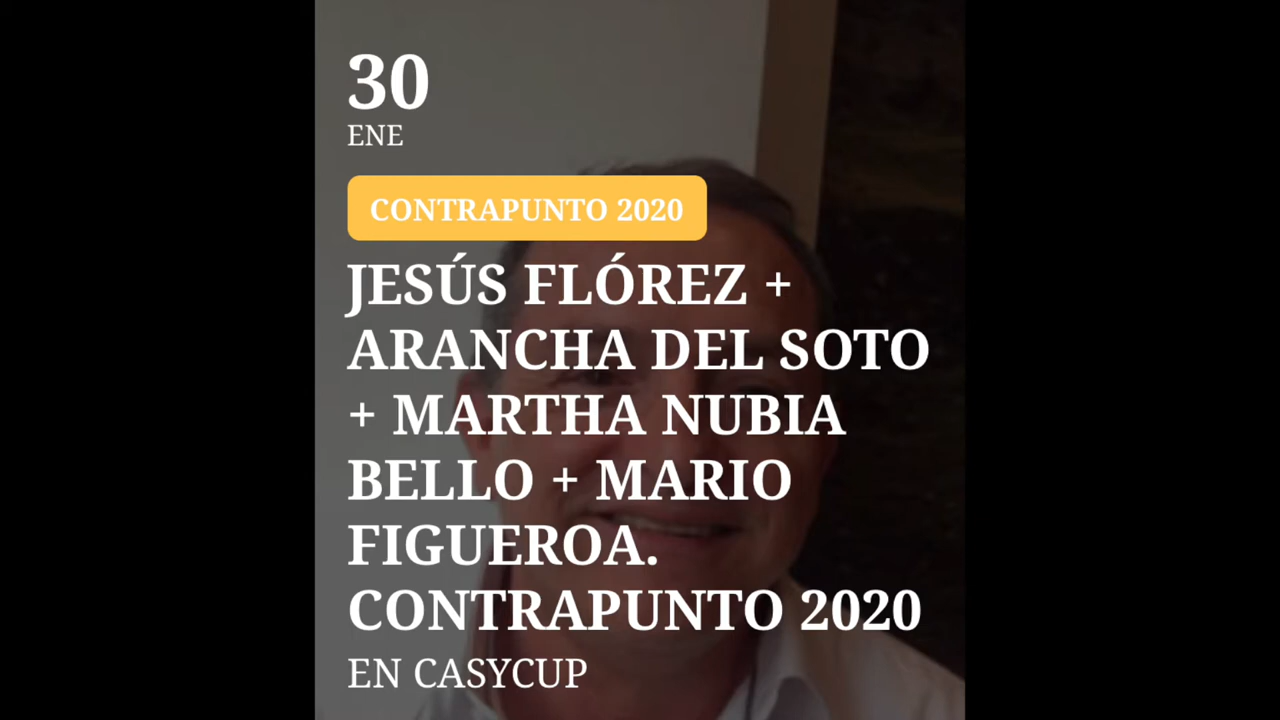 30
ENE
CONTRAPUNTO 2020
JESÚS FLÓREZ +
ARANCHA DEL SOTO
+ MARTHA NUBIA
BELLO + MARIO
FIGUEROA.
CONTRAPUNTO 2020
EN CASYCUP